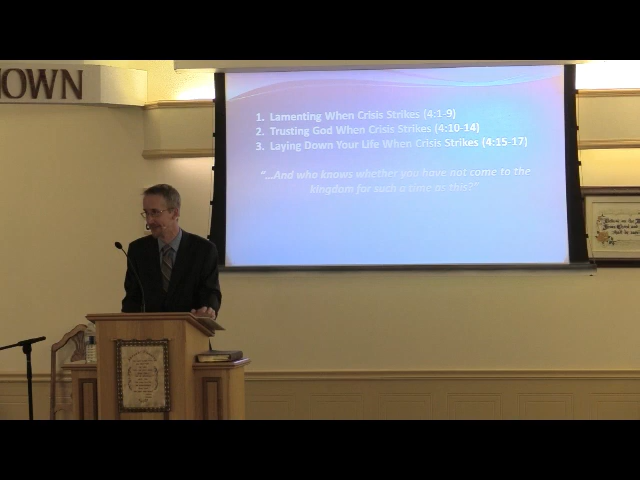 NOWN
1. Lamenting When Crisis Strikes (4:1-9)
2. Trusting God When Crisis Strikes (4:10-14)
3. Laying Down Your Life When Crisis Strikes (4:15-17)
"...And who knows whether you have not come to the
kingdom for such a time as this?"